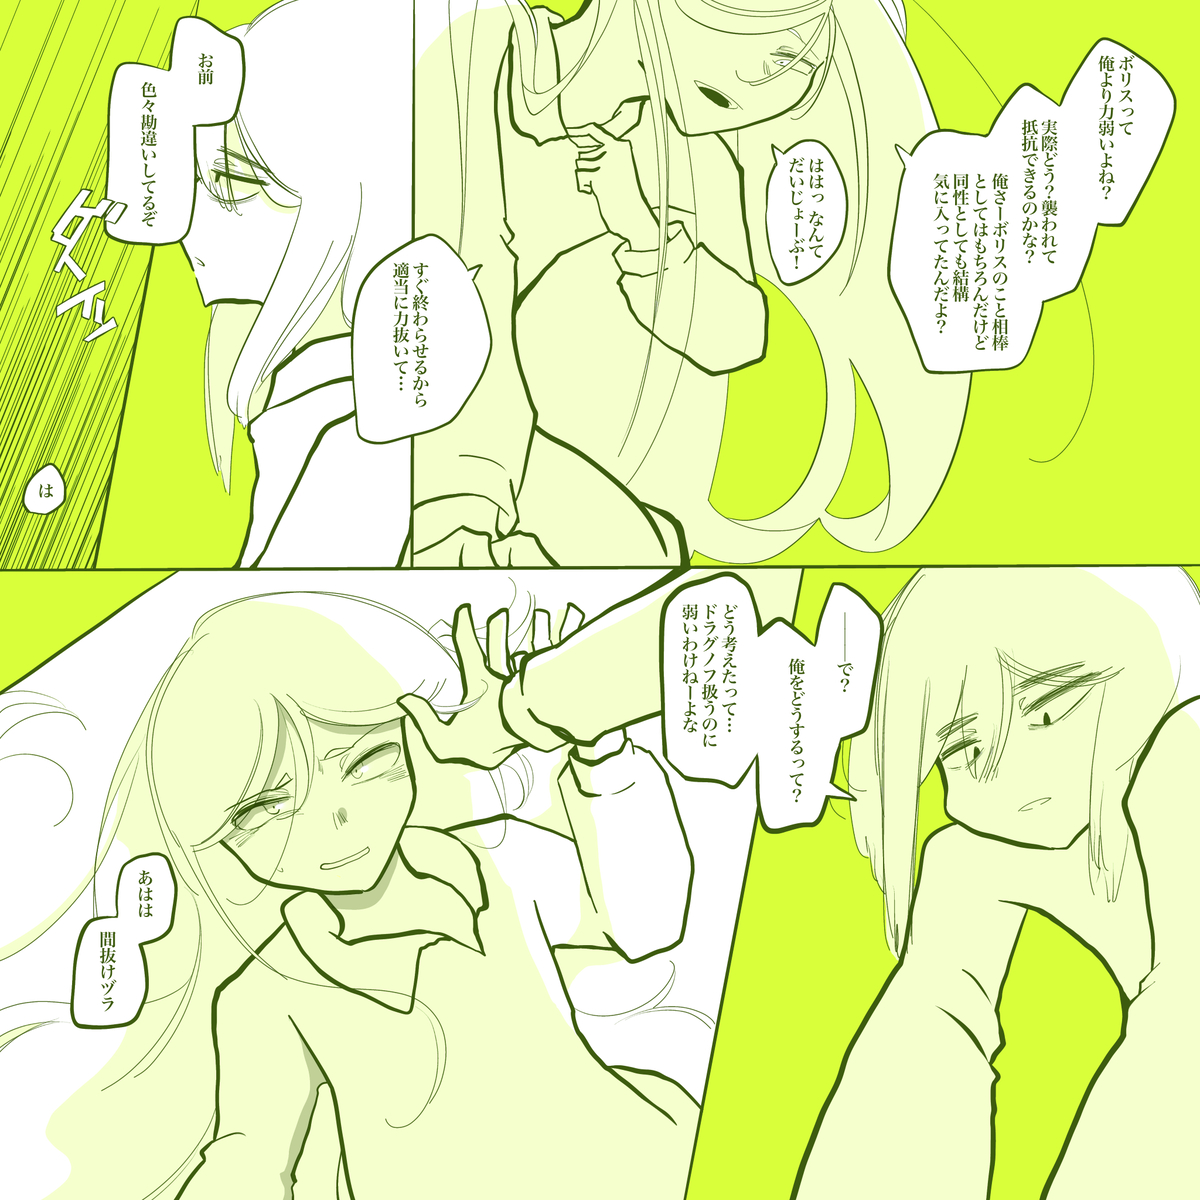 ボリスって
俺より力弱いよね？
実際どう？襲われて
抵抗できるのかな？
俺さーボリスのこと相棒
としてはもちろんだけど
同性としても結構
気に入ってたんだよ？
ははっ なんて
だいじょーぶ！
すぐ終わらせるから
適当に力抜いて…
お前
色々勘違いしてるぞ
は
――で？
俺をどうするって？
どう考えたって…
ドラグノフ扱うのに
弱いわけねーよな
あはは
間抜けヅラ